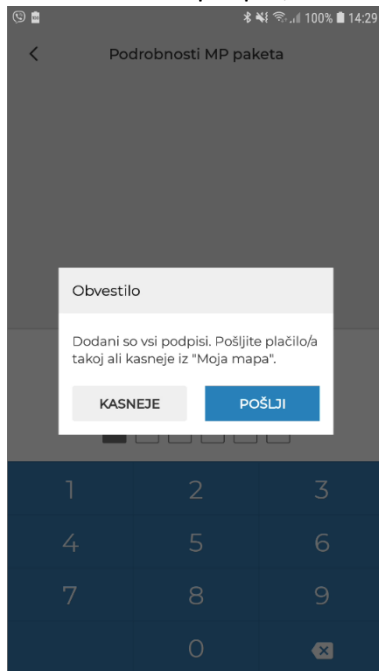 100% 14:29
Podrobnosti MP paketa
Obvestilo
Dodani so vsi podpisi. Pošljite plačilo/a
takoj ali kasneje iz "Moja mapa".
KASNEJE POŠLJI
1 2 3
4 5 6
7 8 9
0